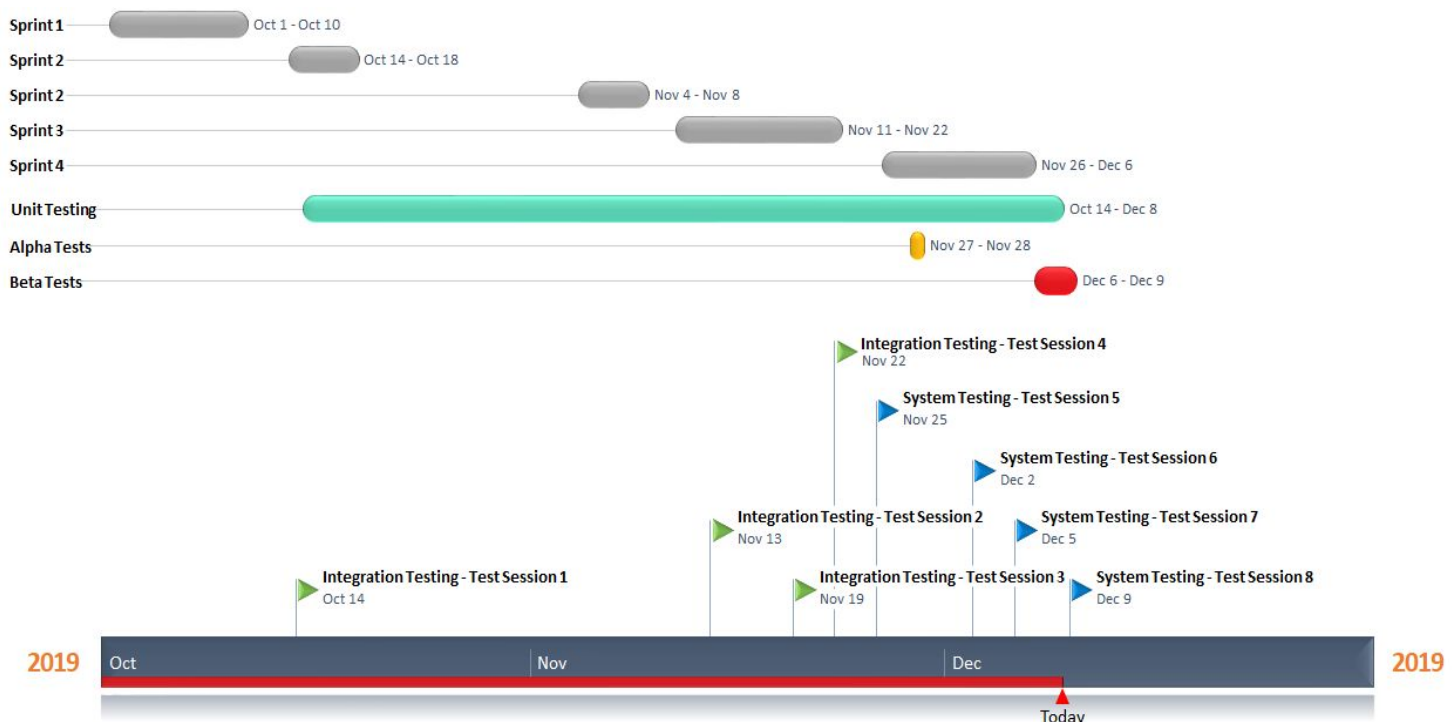 Sprint 1
Oct 1 - Oct 10
Sprint 2
Oct 14 - Oct 18
Sprint 2
Nov 4 - Nov 8
Sprint 3
Nov 11 - Nov 22
Sprint 4
Nov 26 - Dec 6
Unit Testing
Oct 14 - Dec 8
Alpha Tests
Nov 27 - Nov 28
Beta Tests
Dec 6 - Dec 9
Integration Testing - Test Session 4
Nov 22
System Testing - Test Session 5
Nov 25
System Testing - Test Session 6
Dec 2
Integration Testing - Test Session 2
Nov 13
System Testing - Test Session 7
Dec 5
Integration Testing - Test Session 1
Oct 14
Integration Testing - Test Session 3
Nov 19
System Testing - Test Session 8
Dec 9
2019
Oct
Nov
Dec
2019
Today